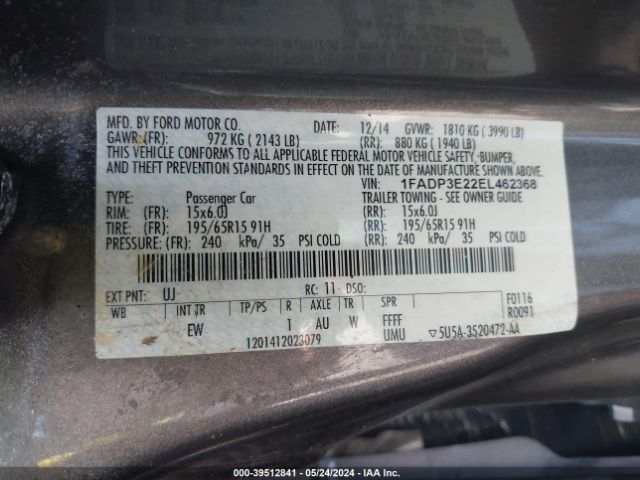 MFD. BY FORD MOTOR CO. DATE: 12/14 GVWR: 1810 KG ( 3990 LB)
GAWR: (FR): 972 KG ( 2143 LB) (RR): 880 KG ( 1940 LB)
THIS VEHICLE CONFORMS TO ALL APPLICABLE FEDERAL MOTOR VEHICLE SAFETY, BUMPER,
AND THEFT PREVENTION STANDARDS IN EFFECT ON THE DATE OF MANUFACTURE SHOWN ABOVE.
VIN: 1FADP3E22EL462368
TYPE: Passenger Car TRAILER TOWING - SEE OWNER GUIDE
RIM: (FR): 15x6.0J (RR): 15x6.0J
TIRE: (FR): 195/65R15 91H (RR): 195/65R15 91H
PRESSURE: (FR): 240 kPa/ 35 PSI COLD (RR): 240 kPa/ 35 PSI COLD
EXT PNT: UJ RC: 11 DSO: F0116
WB INT TR TP/PS R AXLE TR SPR R0091
EW 1 AU W FFFF
1201412023079 UMU ▽5U5A-3520472-AA
000-39512841 - 05/24/2024 - IAA Inc.